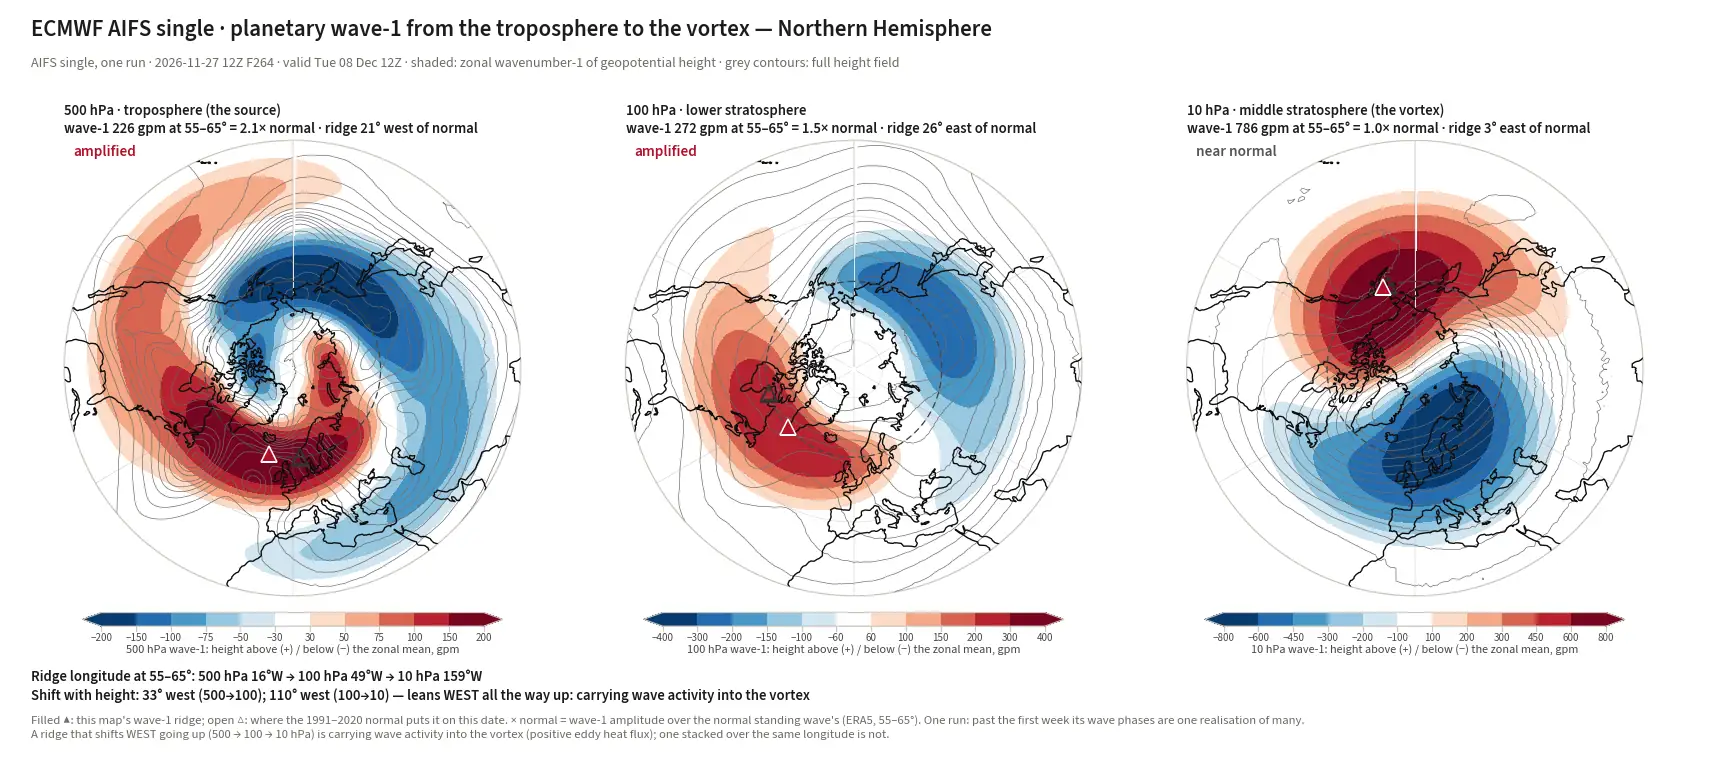 ECMWF AIFS single · planetary wave-1 from the troposphere to the vortex — Northern Hemisphere
AIFS single, one run · 2026-11-27 12Z F264 · valid Tue 08 Dec 12Z · shaded: zonal wavenumber-1 of geopotential height · grey contours: full height field
500 hPa · troposphere (the source)
wave-1 226 gpm at 55–65° = 2.1× normal · ridge 21° west of normal
amplified
100 hPa · lower stratosphere
wave-1 272 gpm at 55–65° = 1.5× normal · ridge 26° east of normal
amplified
10 hPa · middle stratosphere (the vortex)
wave-1 786 gpm at 55–65° = 1.0× normal · ridge 3° east of normal
near normal
−200 −150 −100 −75 −50 −30 30 50 75 100 150 200
500 hPa wave-1: height above (+) / below (−) the zonal mean, gpm
−400 −300 −200 −150 −100 −60 60 100 150 200 300 400
100 hPa wave-1: height above (+) / below (−) the zonal mean, gpm
−800 −600 −450 −300 −200 −100 100 200 300 450 600 800
10 hPa wave-1: height above (+) / below (−) the zonal mean, gpm
Ridge longitude at 55–65°: 500 hPa 16°W → 100 hPa 49°W → 10 hPa 159°W
Shift with height: 33° west (500→100); 110° west (100→10) — leans WEST all the way up: carrying wave activity into the vortex
Filled ▲: this map's wave-1 ridge; open △: where the 1991–2020 normal puts it on this date. × normal = wave-1 amplitude over the normal standing wave's (ERA5, 55–65°). One run: past the first week its wave phases are one realisation of many.
A ridge that shifts WEST going up (500 → 100 → 10 hPa) is carrying wave activity into the vortex (positive eddy heat flux); one stacked over the same longitude is not.